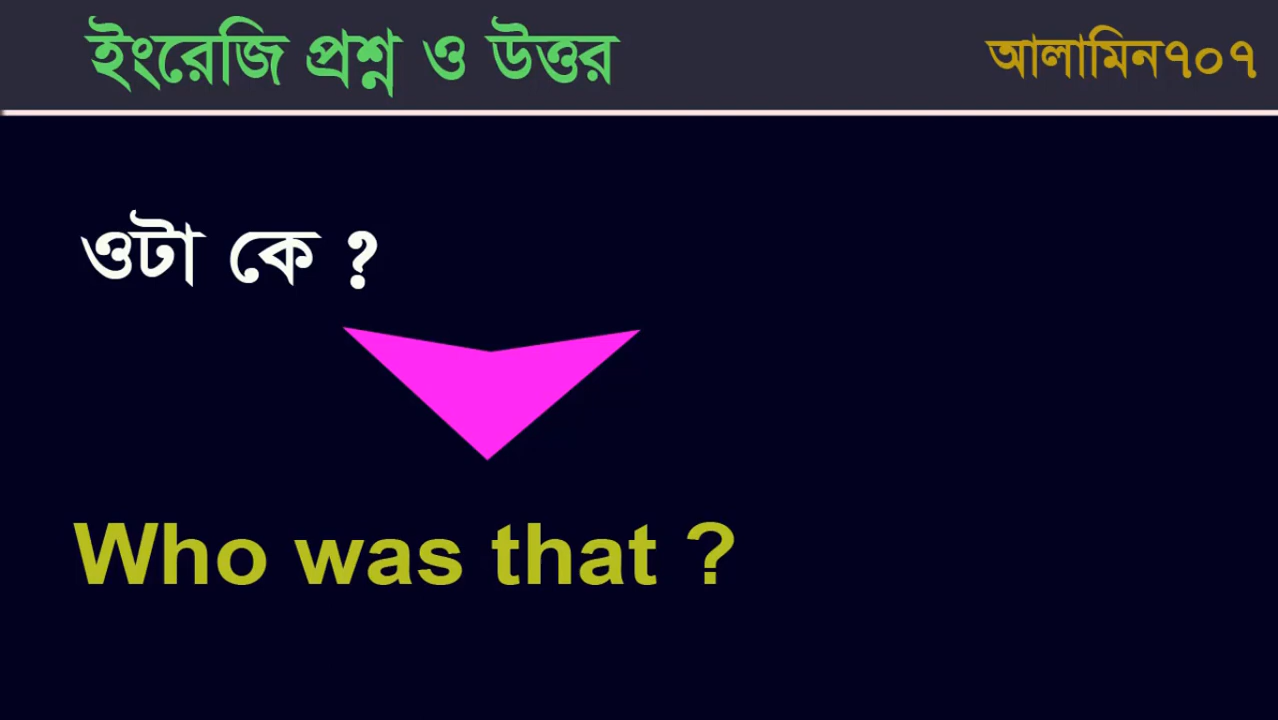 ইংরেজি প্রশ্ন ও উত্তর
আলামিন৭০৭
ওটা কে ?
Who was that ?